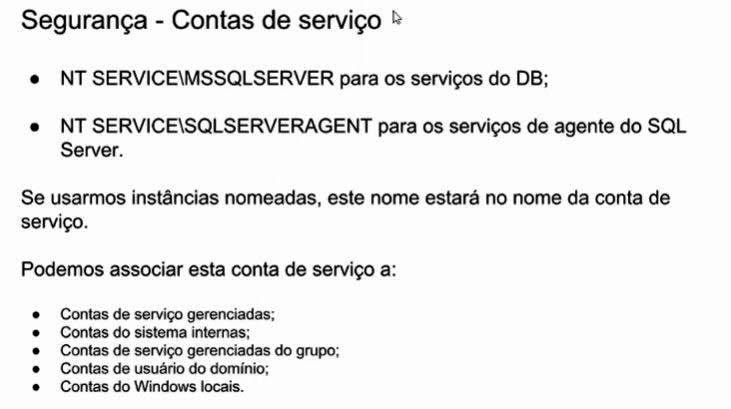 Segurança - Contas de serviço
● NT SERVICE\MSSQLSERVER para os serviços do DB;
● NT SERVICE\SQLSERVERAGENT para os serviços de agente do SQL
Server.
Se usarmos instâncias nomeadas, este nome estará no nome da conta de
serviço.
Podemos associar esta conta de serviço a:
● Contas de serviço gerenciadas;
● Contas do sistema internas;
● Contas de serviço gerenciadas do grupo;
● Contas de usuário do domínio;
● Contas do Windows locais.